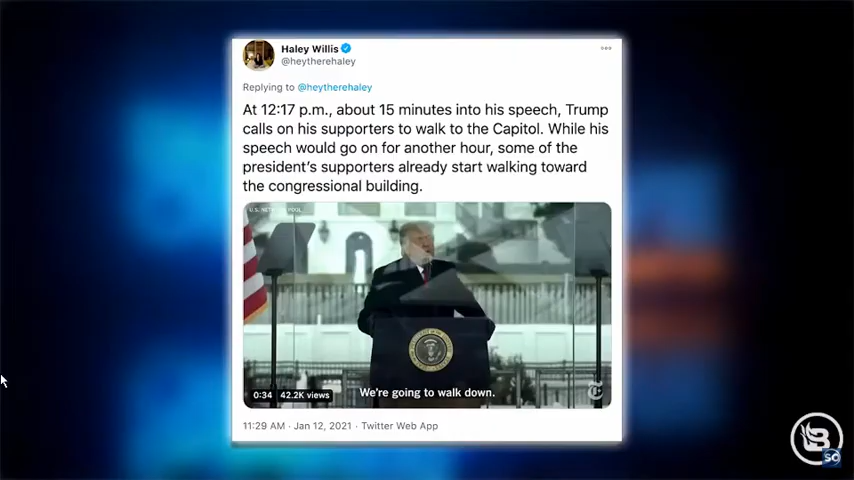 Haley Willis
@heytherehaley
Replying to @heytherehaley
At 12:17 p.m., about 15 minutes into his speech, Trump
calls on his supporters to walk to the Capitol. While his
speech would go on for another hour, some of the
president's supporters already start walking toward
the congressional building.
U.S. NETWORK POOL
We're going to walk down.
0:34 42.2K views
11:29 AM · Jan 12, 2021 · Twitter Web App
B
SC